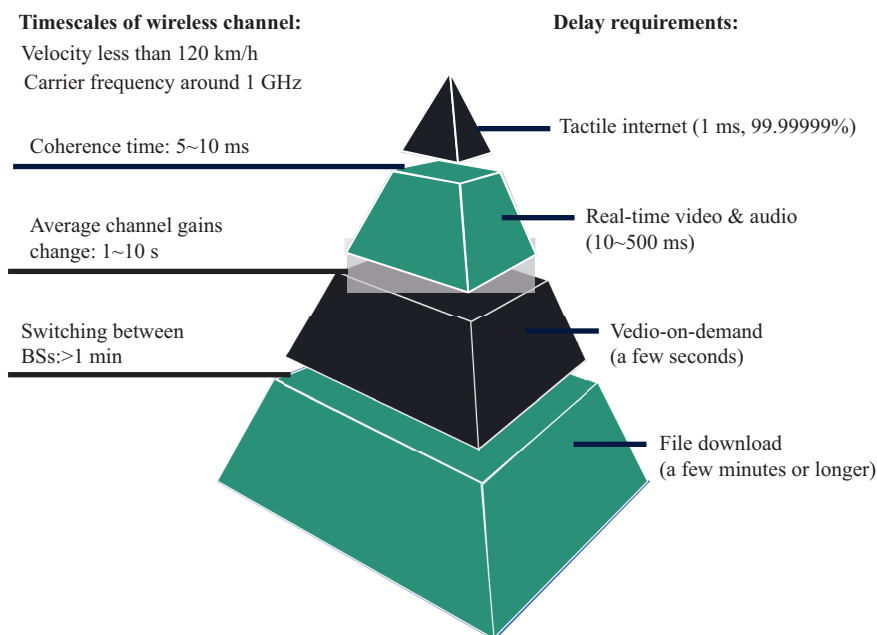 Timescales of wireless channel:
Velocity less than 120 km/h
Carrier frequency around 1 GHz
Coherence time: 5~10 ms
Average channel gains
change: 1~10 s
Switching between
BSs:>1 min
Delay requirements:
Tactile internet (1 ms, 99.99999%)
Real-time video & audio
(10~500 ms)
Vedio-on-demand
(a few seconds)
File download
(a few minutes or longer)